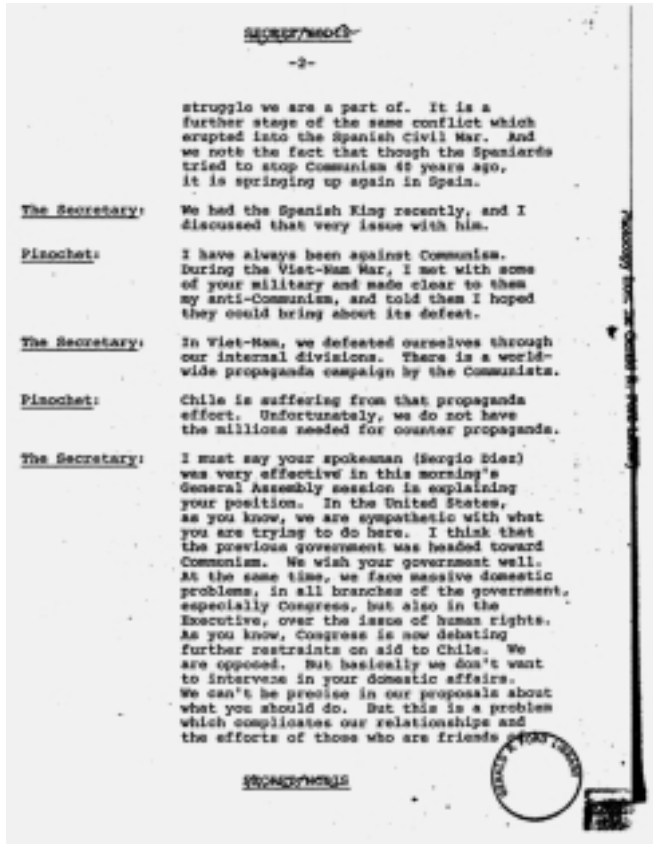 SECRET/NODIS
-2-
struggle we are a part of. It is a
further stage of the same conflict which
erupted into the Spanish Civil War. And
we note the fact that though the Spaniards
tried to stop Communism 40 years ago,
it is springing up again in Spain.
The Secretary: We had the Spanish King recently, and I
discussed that very issue with him.
Pinochet: I have always been against Communism.
During the Viet-Nam War, I met with some
of your military and made clear to them
my anti-Communism, and told them I hoped
they could bring about its defeat.
The Secretary: In Viet-Nam, we defeated ourselves through
our internal divisions. There is a world-
wide propaganda campaign by the Communists.
Pinochet: Chile is suffering from that propaganda
effort. Unfortunately, we do not have
the millions needed for counter propaganda.
The Secretary: I must say your spokesman (Sergio Diez)
was very effective in this morning's
General Assembly session in explaining
your position. In the United States,
as you know, we are sympathetic with what
you are trying to do here. I think that
the previous government was headed toward
Communism. We wish your government well.
At the same time, we face massive domestic
problems, in all branches of the government,
especially Congress, but also in the
Executive, over the issue of human rights.
As you know, Congress is now debating
further restraints on aid to Chile. We
are opposed. But basically we don't want
to intervene in your domestic affairs.
We can't be precise in our proposals about
what you should do. But this is a problem
which complicates our relationships and
the efforts of those who are friends of
SECRET/NODIS
GERALD R. FORD LIBRARY
Photocopy from the Gerald R. Ford Library